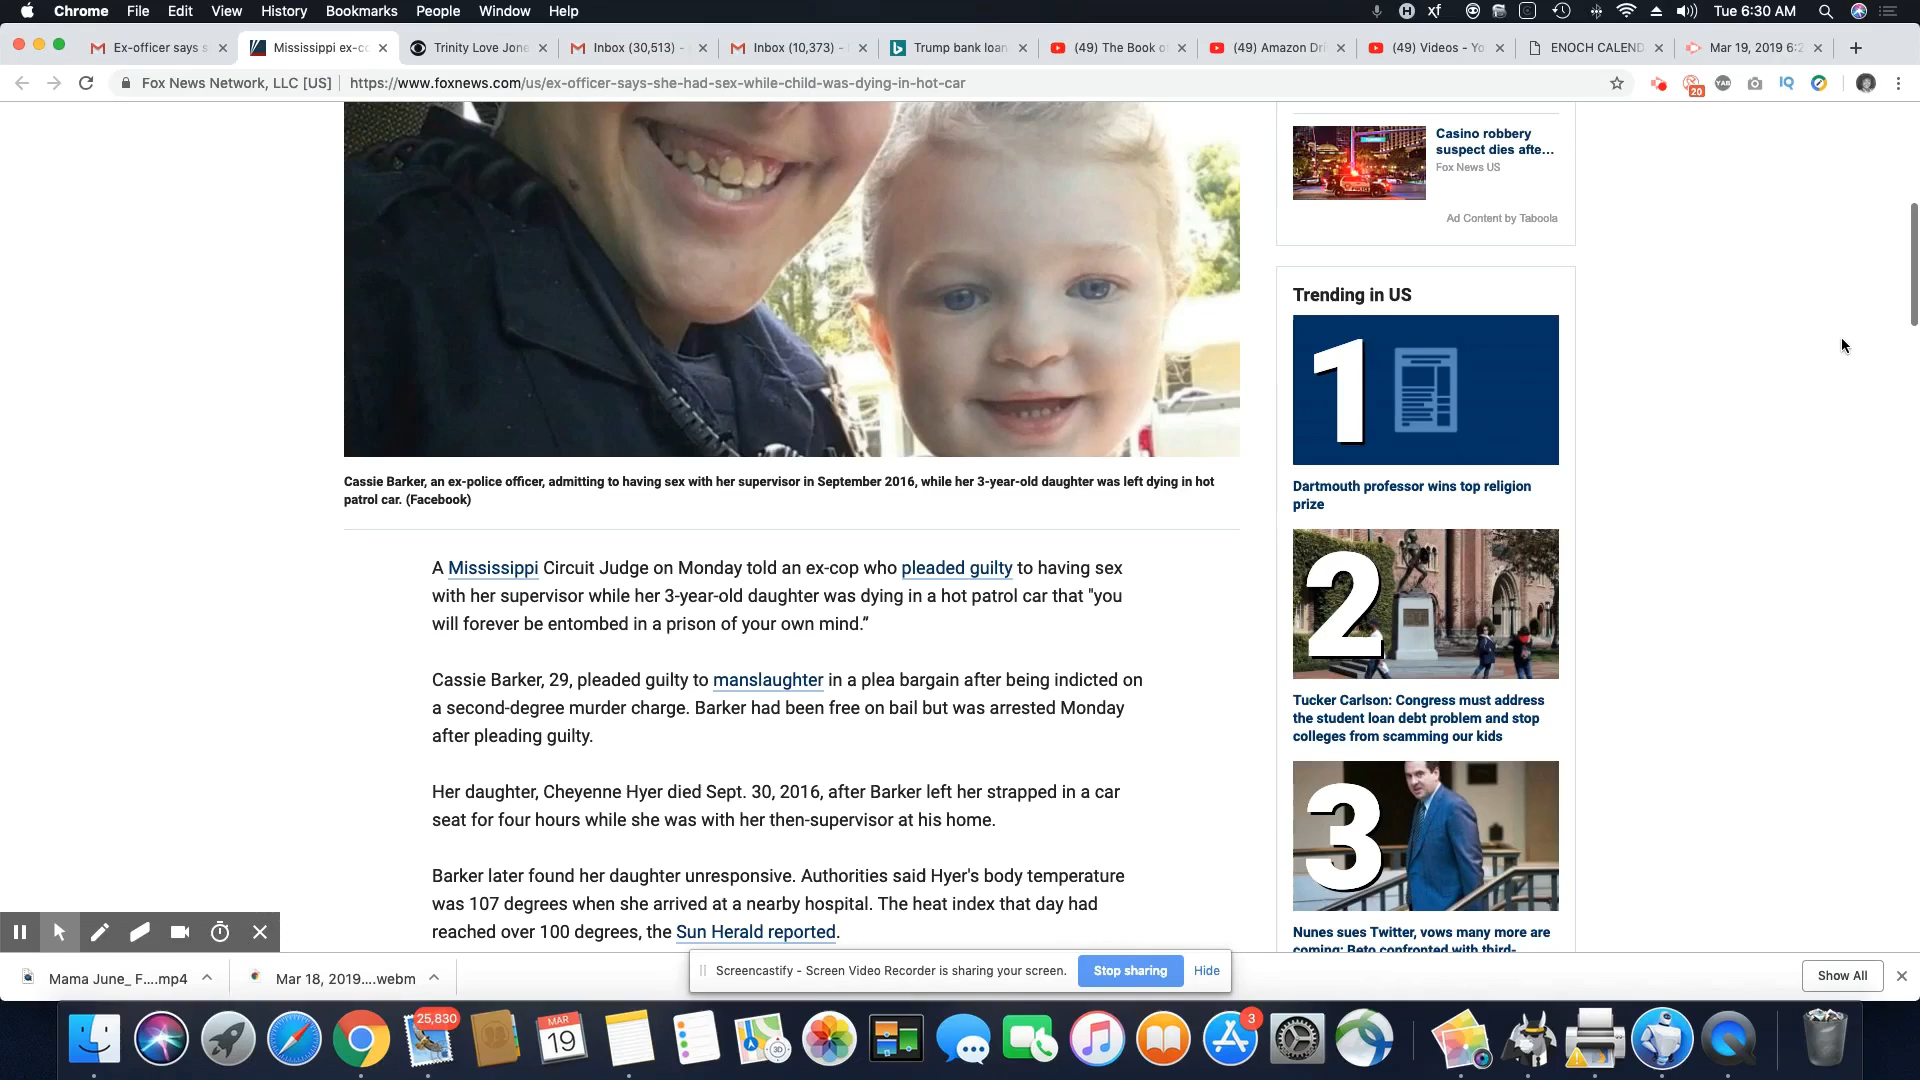 Chrome File Edit View History Bookmarks People Window Help
Tue 6:30 AM
Ex-officer says s
Mississippi ex-c
Trinity Love Jone
Inbox (30,513) -
Inbox (10,373) -
Trump bank loan
(49) The Book o
(49) Amazon Dri
(49) Videos - Yo
ENOCH CALEND
Mar 19, 2019 6:2
Fox News Network, LLC [US] https://www.foxnews.com/us/ex-officer-says-she-had-sex-while-child-was-dying-in-hot-car
20
Casino robbery
suspect dies afte...
Fox News US
Ad Content by Taboola
Trending in US
1
Dartmouth professor wins top religion
prize
2
Tucker Carlson: Congress must address
the student loan debt problem and stop
colleges from scamming our kids
3
Nunes sues Twitter, vows many more are
coming; Beto confronted with third-
Cassie Barker, an ex-police officer, admitting to having sex with her supervisor in September 2016, while her 3-year-old daughter was left dying in hot
patrol car. (Facebook)
A Mississippi Circuit Judge on Monday told an ex-cop who pleaded guilty to having sex
with her supervisor while her 3-year-old daughter was dying in a hot patrol car that "you
will forever be entombed in a prison of your own mind.”
Cassie Barker, 29, pleaded guilty to manslaughter in a plea bargain after being indicted on
a second-degree murder charge. Barker had been free on bail but was arrested Monday
after pleading guilty.
Her daughter, Cheyenne Hyer died Sept. 30, 2016, after Barker left her strapped in a car
seat for four hours while she was with her then-supervisor at his home.
Barker later found her daughter unresponsive. Authorities said Hyer's body temperature
was 107 degrees when she arrived at a nearby hospital. The heat index that day had
reached over 100 degrees, the Sun Herald reported.
Screencastify - Screen Video Recorder is sharing your screen. Stop sharing Hide
Mama June_ F....mp4
Mar 18, 2019....webm
Show All
25,830
MAR
19
3D
3